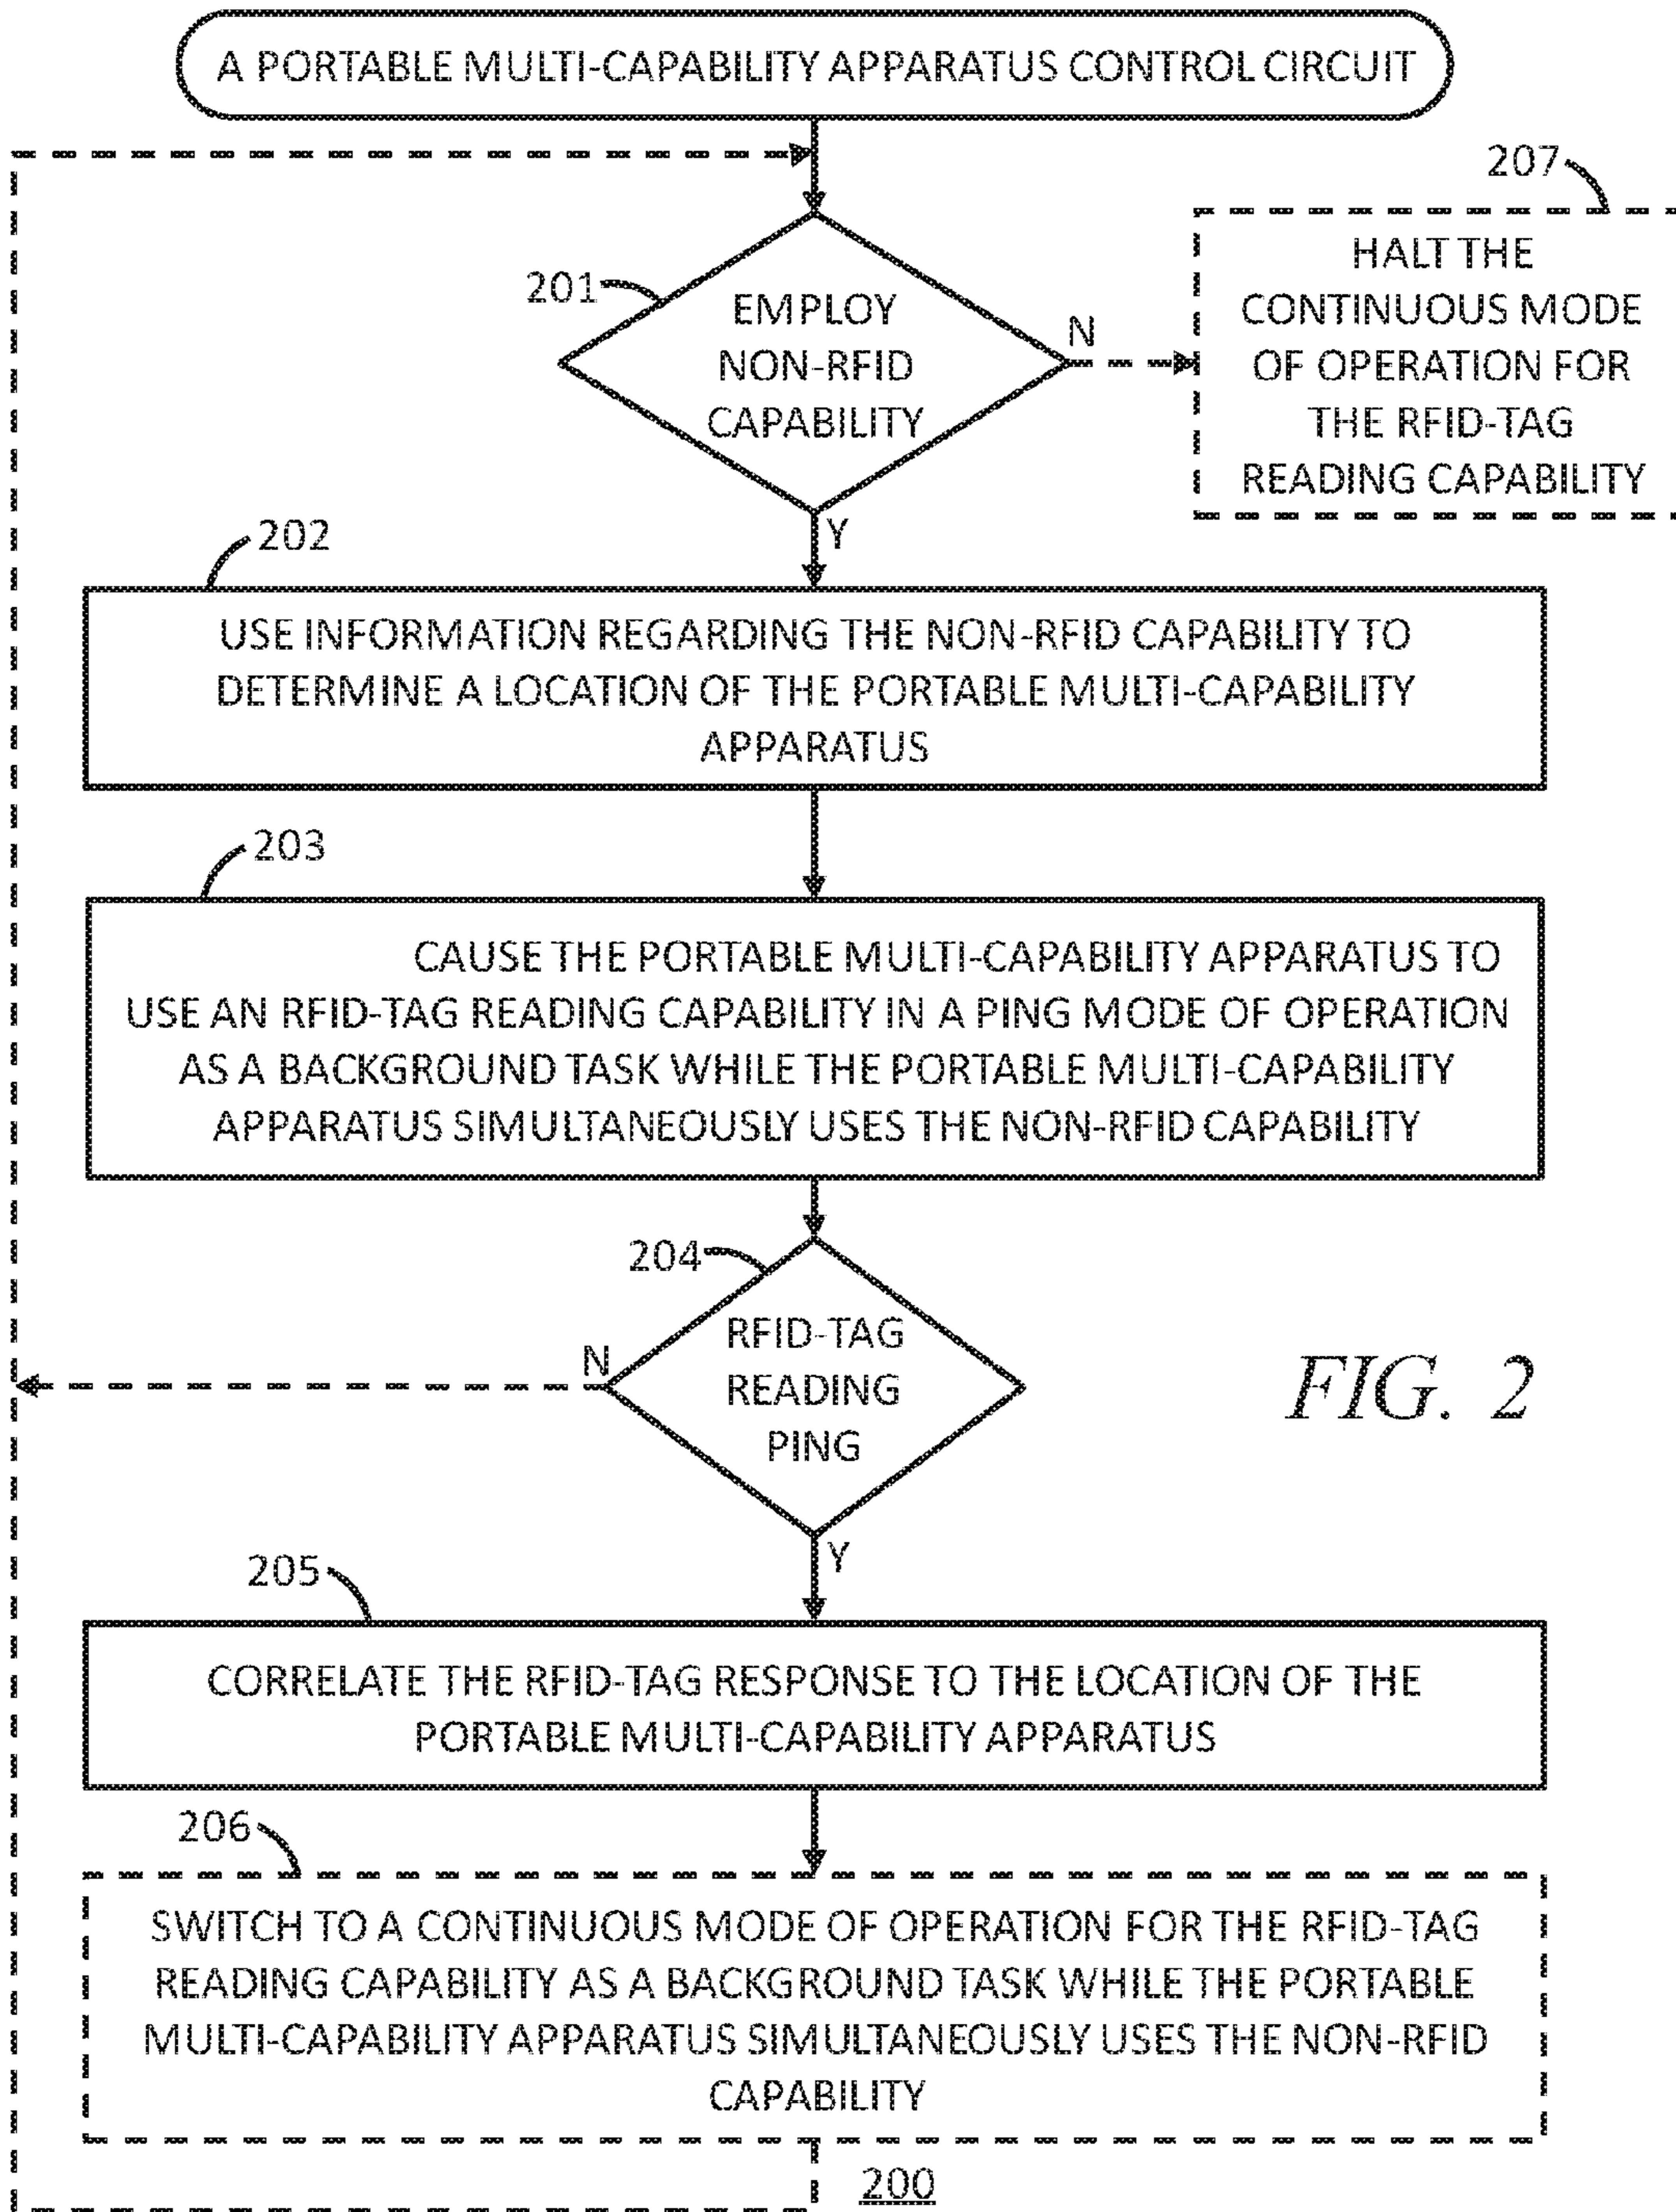 A PORTABLE MULTI-CAPABILITY APPARATUS CONTROL CIRCUIT
207
HALT THE
CONTINUOUS MODE
OF OPERATION FOR
THE RFID-TAG
READING CAPABILITY
201
EMPLOY
NON-RFID
CAPABILITY
N
Y
202
USE INFORMATION REGARDING THE NON-RFID CAPABILITY TO
DETERMINE A LOCATION OF THE PORTABLE MULTI-CAPABILITY
APPARATUS
203
CAUSE THE PORTABLE MULTI-CAPABILITY APPARATUS TO
USE AN RFID-TAG READING CAPABILITY IN A PING MODE OF OPERATION
AS A BACKGROUND TASK WHILE THE PORTABLE MULTI-CAPABILITY
APPARATUS SIMULTANEOUSLY USES THE NON-RFID CAPABILITY
204
RFID-TAG
READING
PING
N
Y
FIG. 2
205
CORRELATE THE RFID-TAG RESPONSE TO THE LOCATION OF THE
PORTABLE MULTI-CAPABILITY APPARATUS
206
SWITCH TO A CONTINUOUS MODE OF OPERATION FOR THE RFID-TAG
READING CAPABILITY AS A BACKGROUND TASK WHILE THE PORTABLE
MULTI-CAPABILITY APPARATUS SIMULTANEOUSLY USES THE NON-RFID
CAPABILITY
200